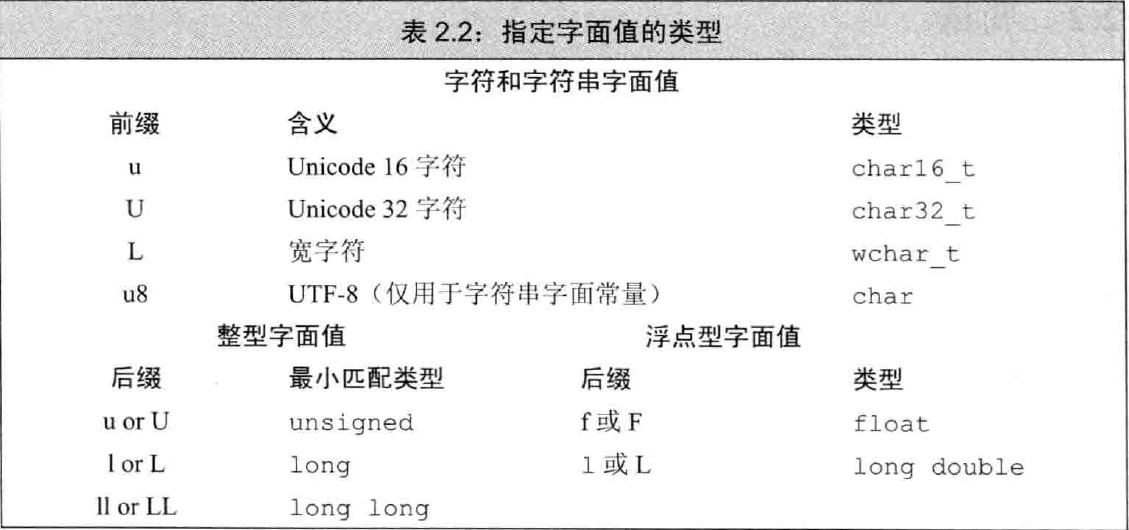 表 2.2：指定字面值的类型
字符和字符串字面值
前缀 含义 类型
u Unicode 16 字符 char16_t
U Unicode 32 字符 char32_t
L 宽字符 wchar_t
u8 UTF-8（仅用于字符串字面常量） char
整型字面值 浮点型字面值
后缀 最小匹配类型 后缀 类型
u or U unsigned f 或 F float
l or L long l 或 L long double
ll or LL long long